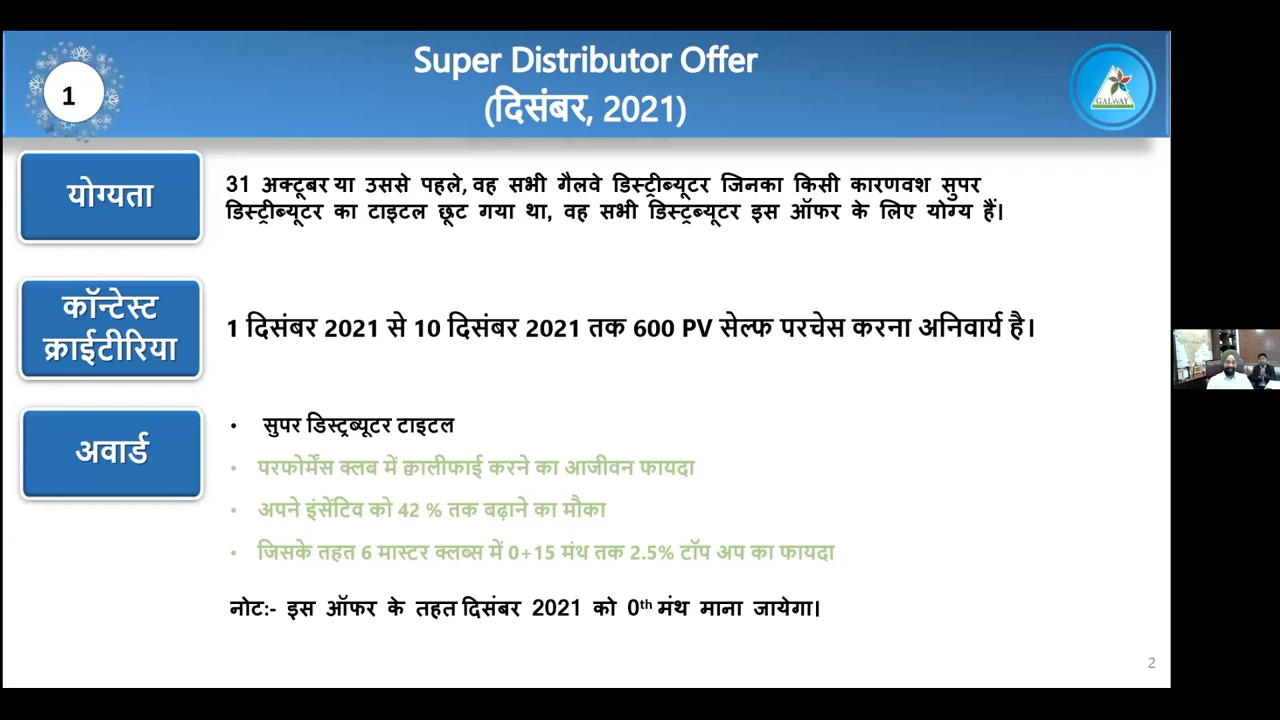 1
Super Distributor Offer
(दिसंबर, 2021)
GALWAY
योग्यता
31 अक्टूबर या उससे पहले, वह सभी गैलवे डिस्ट्रीब्यूटर जिनका किसी कारणवश सुपर
डिस्ट्रीब्यूटर का टाइटल छूट गया था, वह सभी डिस्ट्रब्यूटर इस ऑफर के लिए योग्य हैं।
कॉन्टेस्ट
क्राईटीरिया
1 दिसंबर 2021 से 10 दिसंबर 2021 तक 600 PV सेल्फ परचेस करना अनिवार्य है।
अवार्ड
• सुपर डिस्ट्रब्यूटर टाइटल
• परफोर्मेंस क्लब में क्वालीफाई करने का आजीवन फायदा
• अपने इंसेंटिव को 42 % तक बढ़ाने का मौका
• जिसके तहत 6 मास्टर क्लब्स में 0+15 मंथ तक 2.5% टॉप अप का फायदा
नोट:- इस ऑफर के तहत दिसंबर 2021 को 0th मंथ माना जायेगा।
2